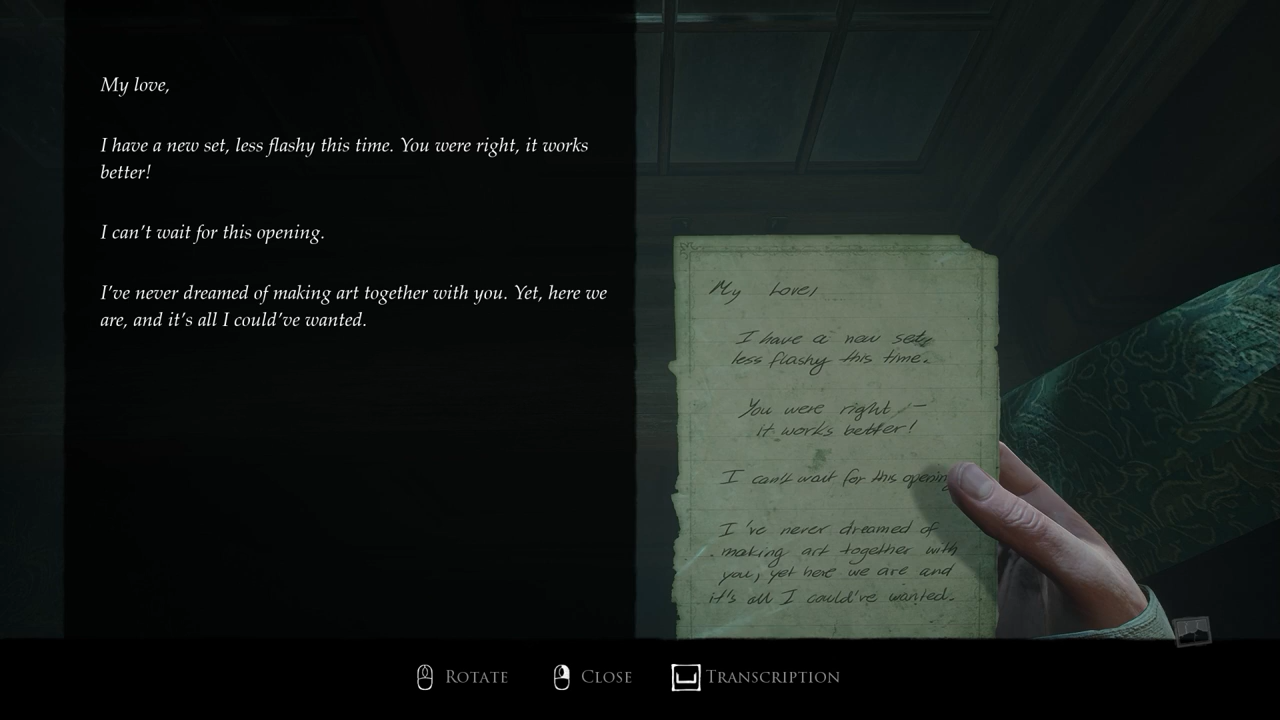 My love,
I have a new set, less flashy this time. You were right, it works
better!
I can't wait for this opening.
I've never dreamed of making art together with you. Yet, here we
are, and it's all I could've wanted.
My love,
I have a new set,
less flashy this time.
You were right –
it works better!
I can't wait for this opening
I've never dreamed of
making art together with
you, yet here we are and
it's all I could've wanted.
ROTATE CLOSE TRANSCRIPTION